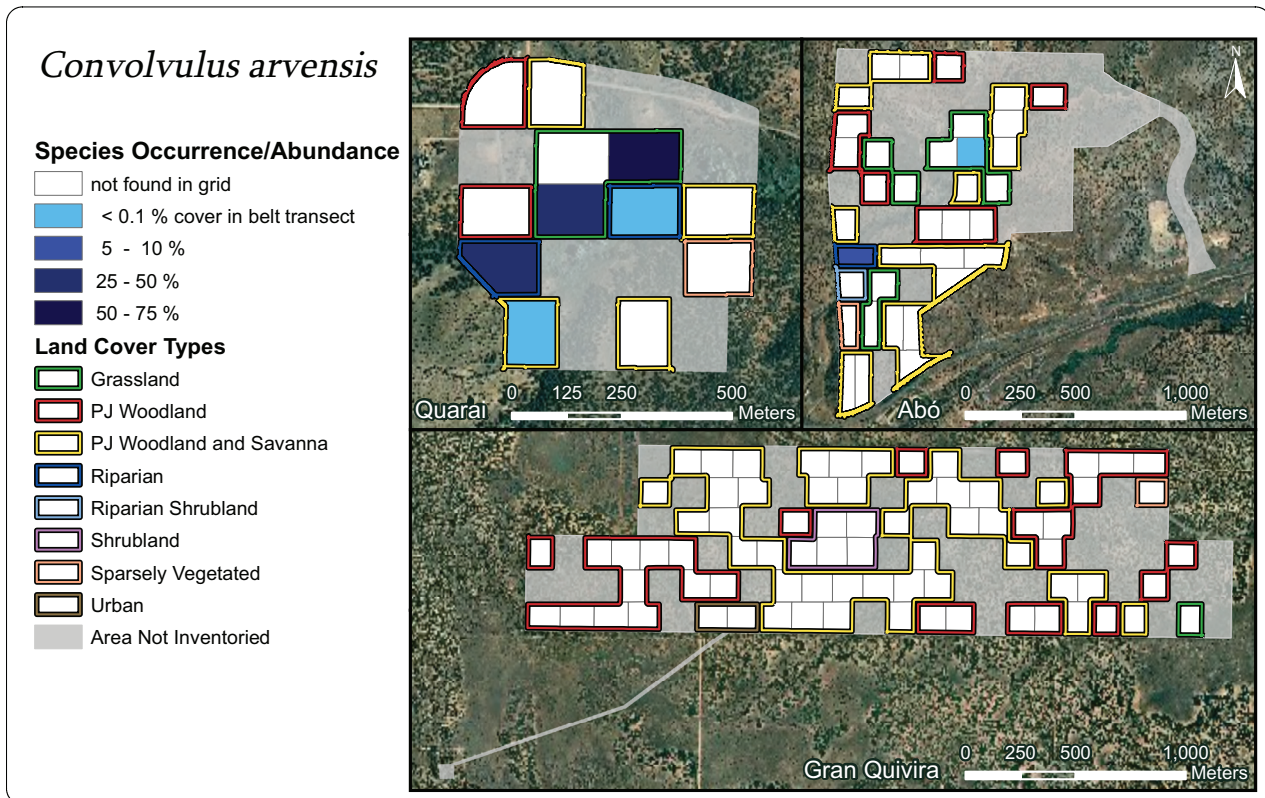 Convolvulus arvensis
Species Occurrence/Abundance
not found in grid
< 0.1 % cover in belt transect
5 - 10 %
25 - 50 %
50 - 75 %
Land Cover Types
Grassland
PJ Woodland
PJ Woodland and Savanna
Riparian
Riparian Shrubland
Shrubland
Sparsely Vegetated
Urban
Area Not Inventoried
0 125 250 500
Quarai Meters
N
0 250 500 1,000
Abó Meters
0 250 500 1,000
Gran Quivira Meters